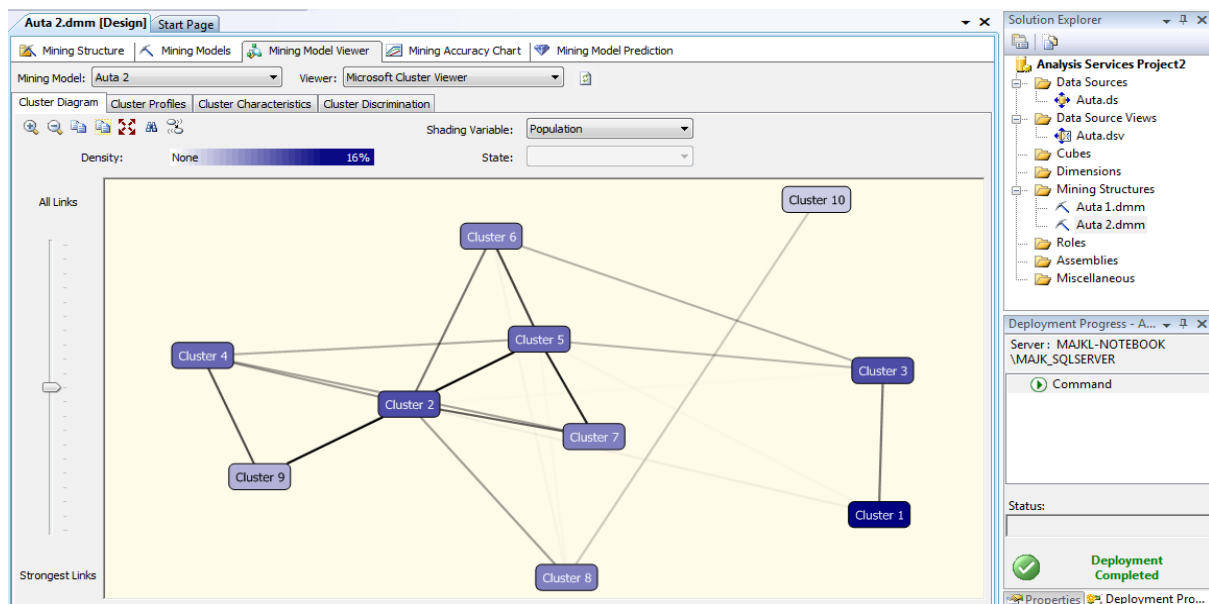 Auta 2.dmm [Design] Start Page
Mining Structure Mining Models Mining Model Viewer Mining Accuracy Chart Mining Model Prediction
Mining Model: Auta 2 Viewer: Microsoft Cluster Viewer
Cluster Diagram Cluster Profiles Cluster Characteristics Cluster Discrimination
Shading Variable: Population
Density: None 16% State:
All Links
Cluster 10
Cluster 6
Cluster 5
Cluster 4
Cluster 3
Cluster 2
Cluster 7
Cluster 9
Cluster 1
Cluster 8
Strongest Links
Solution Explorer
Analysis Services Project2
Data Sources
Auta.ds
Data Source Views
Auta.dsv
Cubes
Dimensions
Mining Structures
Auta 1.dmm
Auta 2.dmm
Roles
Assemblies
Miscellaneous
Deployment Progress - A...
Server : MAJKL-NOTEBOOK
\MAJK_SQLSERVER
Command
Status:
Deployment
Completed
Properties Deployment Pro...